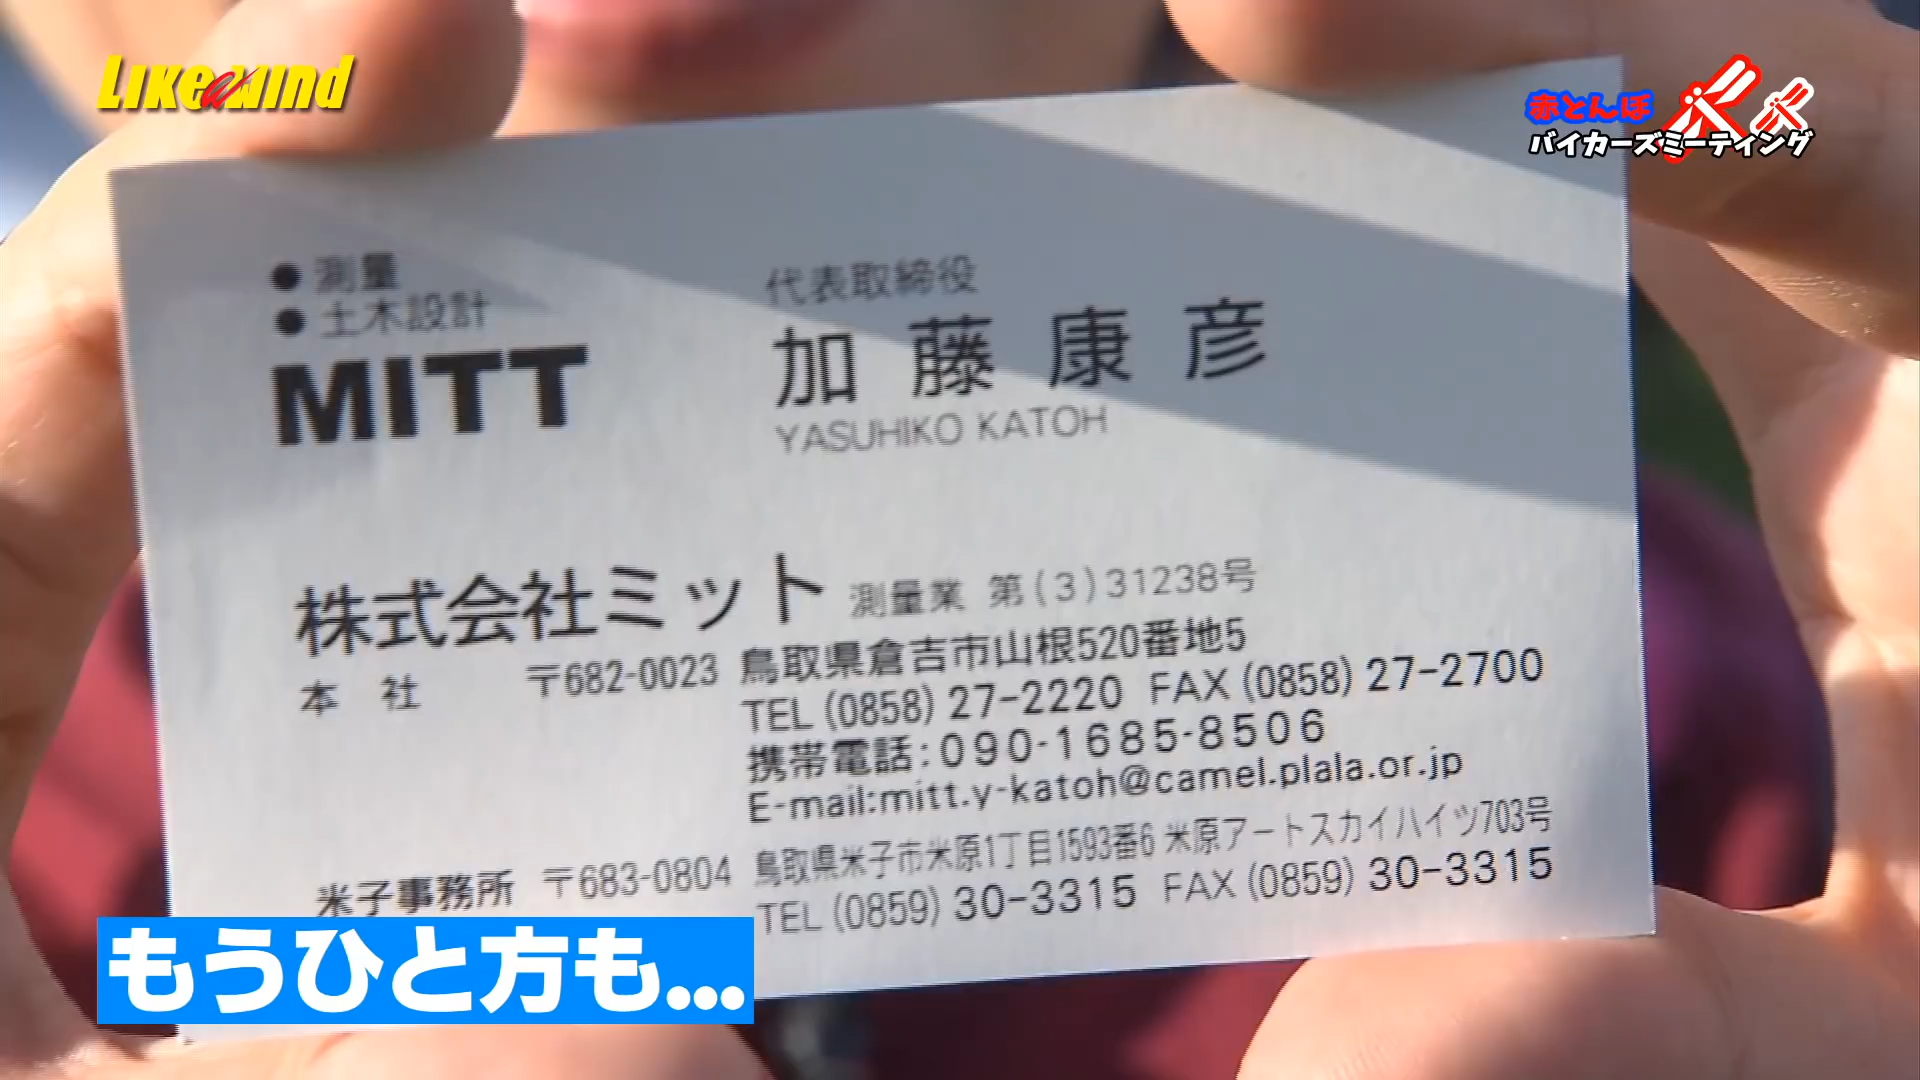 Like a wind
赤とんぼ
バイカーズミーティング
●測量
●土木設計
MITT
代表取締役
加藤康彦
YASUHIKO KATOH
株式会社ミット 測量業 第(3)31238号
本社 〒682-0023 鳥取県倉吉市山根520番地5
TEL (0858) 27-2220 FAX (0858) 27-2700
携帯電話:090-1685-8506
E-mail:mitt.y-katoh@camel.plala.or.jp
米子事務所 〒683-0804 鳥取県米子市米原1丁目1593番6 米原アートスカイハイツ703号
TEL (0859) 30-3315 FAX (0859) 30-3315
もうひと方も...